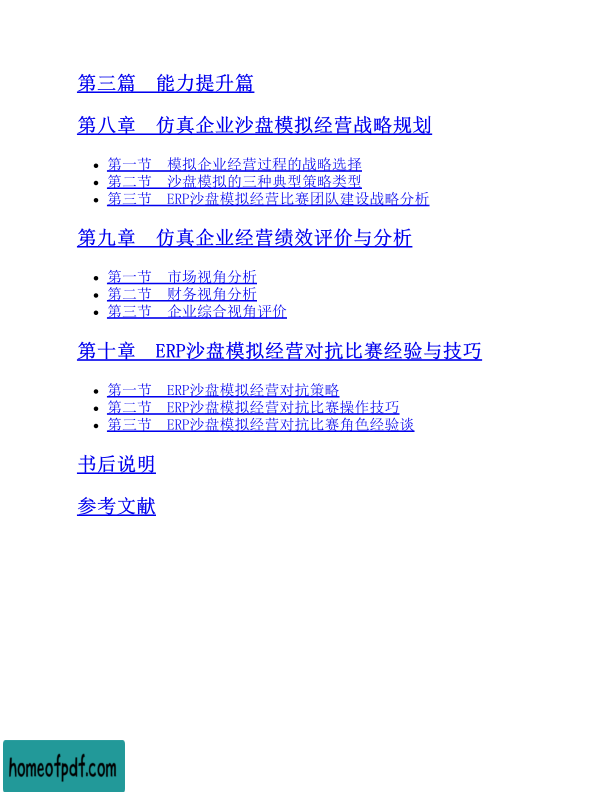 第三篇　能力提升篇
第八章　仿真企业沙盘模拟经营战略规划
第一节　模拟企业经营过程的战略选择
第二节　沙盘模拟的三种典型策略类型
第三节　ERP沙盘模拟经营比赛团队建设战略分析
第九章　仿真企业经营绩效评价与分析
第一节　市场视角分析
第二节　财务视角分析
第三节　企业综合视角评价
第十章　ERP沙盘模拟经营对抗比赛经验与技巧
第一节　ERP沙盘模拟经营对抗策略
第二节　ERP沙盘模拟经营对抗比赛操作技巧
第三节　ERP沙盘模拟经营对抗比赛角色经验谈
书后说明
参考文献
homeofpdf.com